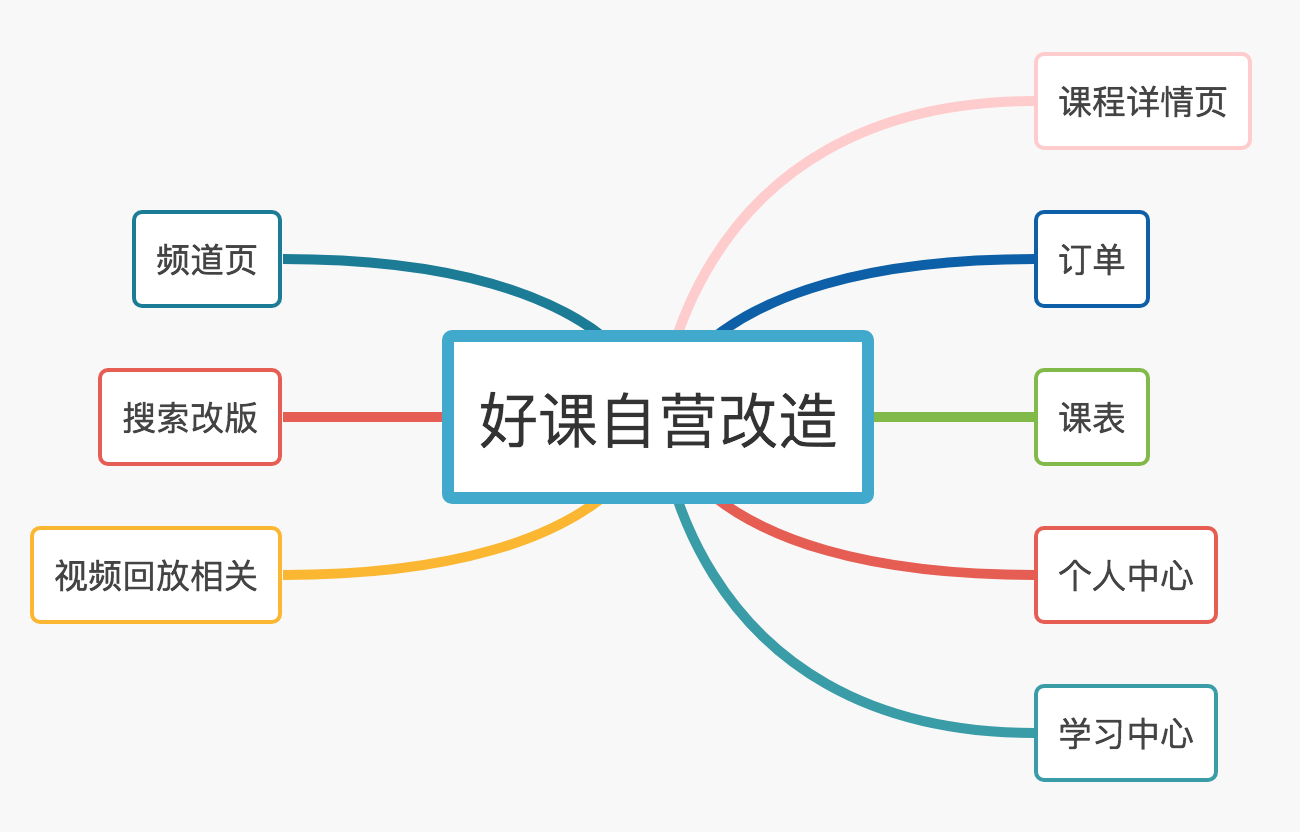 课程详情页
频道页
订单
搜索改版
好课自营改造
课表
视频回放相关
个人中心
学习中心